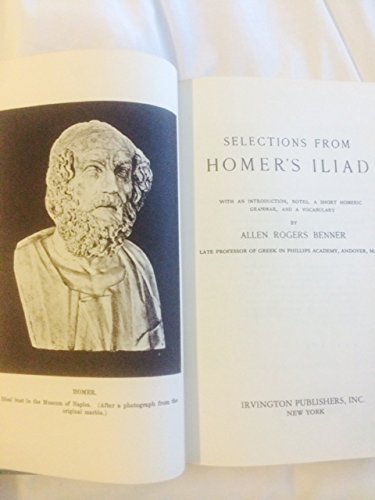 HOMER.
Ideal bust in the Museum of Naples. (After a photograph from the
original marble.)
SELECTIONS FROM
HOMER'S ILIAD
WITH AN INTRODUCTION, NOTES, A SHORT HOMERIC
GRAMMAR, AND A VOCABULARY
BY
ALLEN ROGERS BENNER
LATE PROFESSOR OF GREEK IN PHILLIPS ACADEMY, ANDOVER,
IRVINGTON PUBLISHERS, INC.
NEW YORK